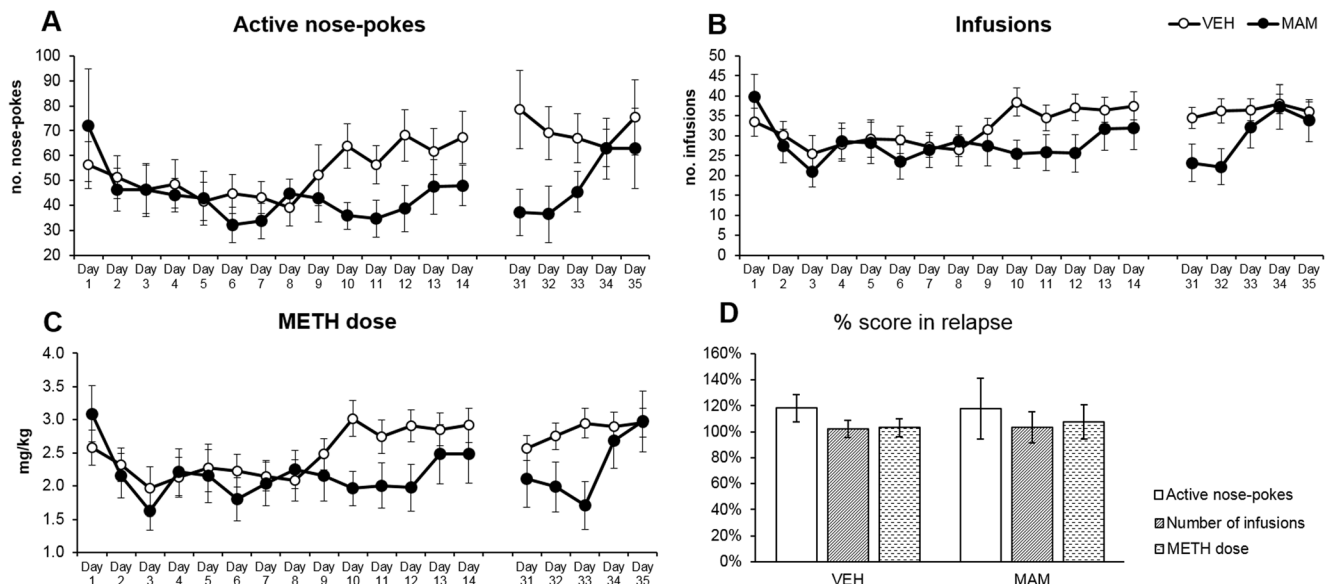 A
Active nose-pokes
no. nose-pokes
100
90
80
70
60
50
40
30
20
Day 1 Day 2 Day 3 Day 4 Day 5 Day 6 Day 7 Day 8 Day 9 Day 10 Day 11 Day 12 Day 13 Day 14 Day 31 Day 32 Day 33 Day 34 Day 35
B
Infusions
VEH MAM
no. infusions
50
45
40
35
30
25
20
15
10
5
0
Day 1 Day 2 Day 3 Day 4 Day 5 Day 6 Day 7 Day 8 Day 9 Day 10 Day 11 Day 12 Day 13 Day 14 Day 31 Day 32 Day 33 Day 34 Day 35
C
METH dose
mg/kg
4.0
3.5
3.0
2.5
2.0
1.5
1.0
Day 1 Day 2 Day 3 Day 4 Day 5 Day 6 Day 7 Day 8 Day 9 Day 10 Day 11 Day 12 Day 13 Day 14 Day 31 Day 32 Day 33 Day 34 Day 35
D
% score in relapse
160%
140%
120%
100%
80%
60%
40%
20%
0%
VEH MAM
Active nose-pokes
Number of infusions
METH dose